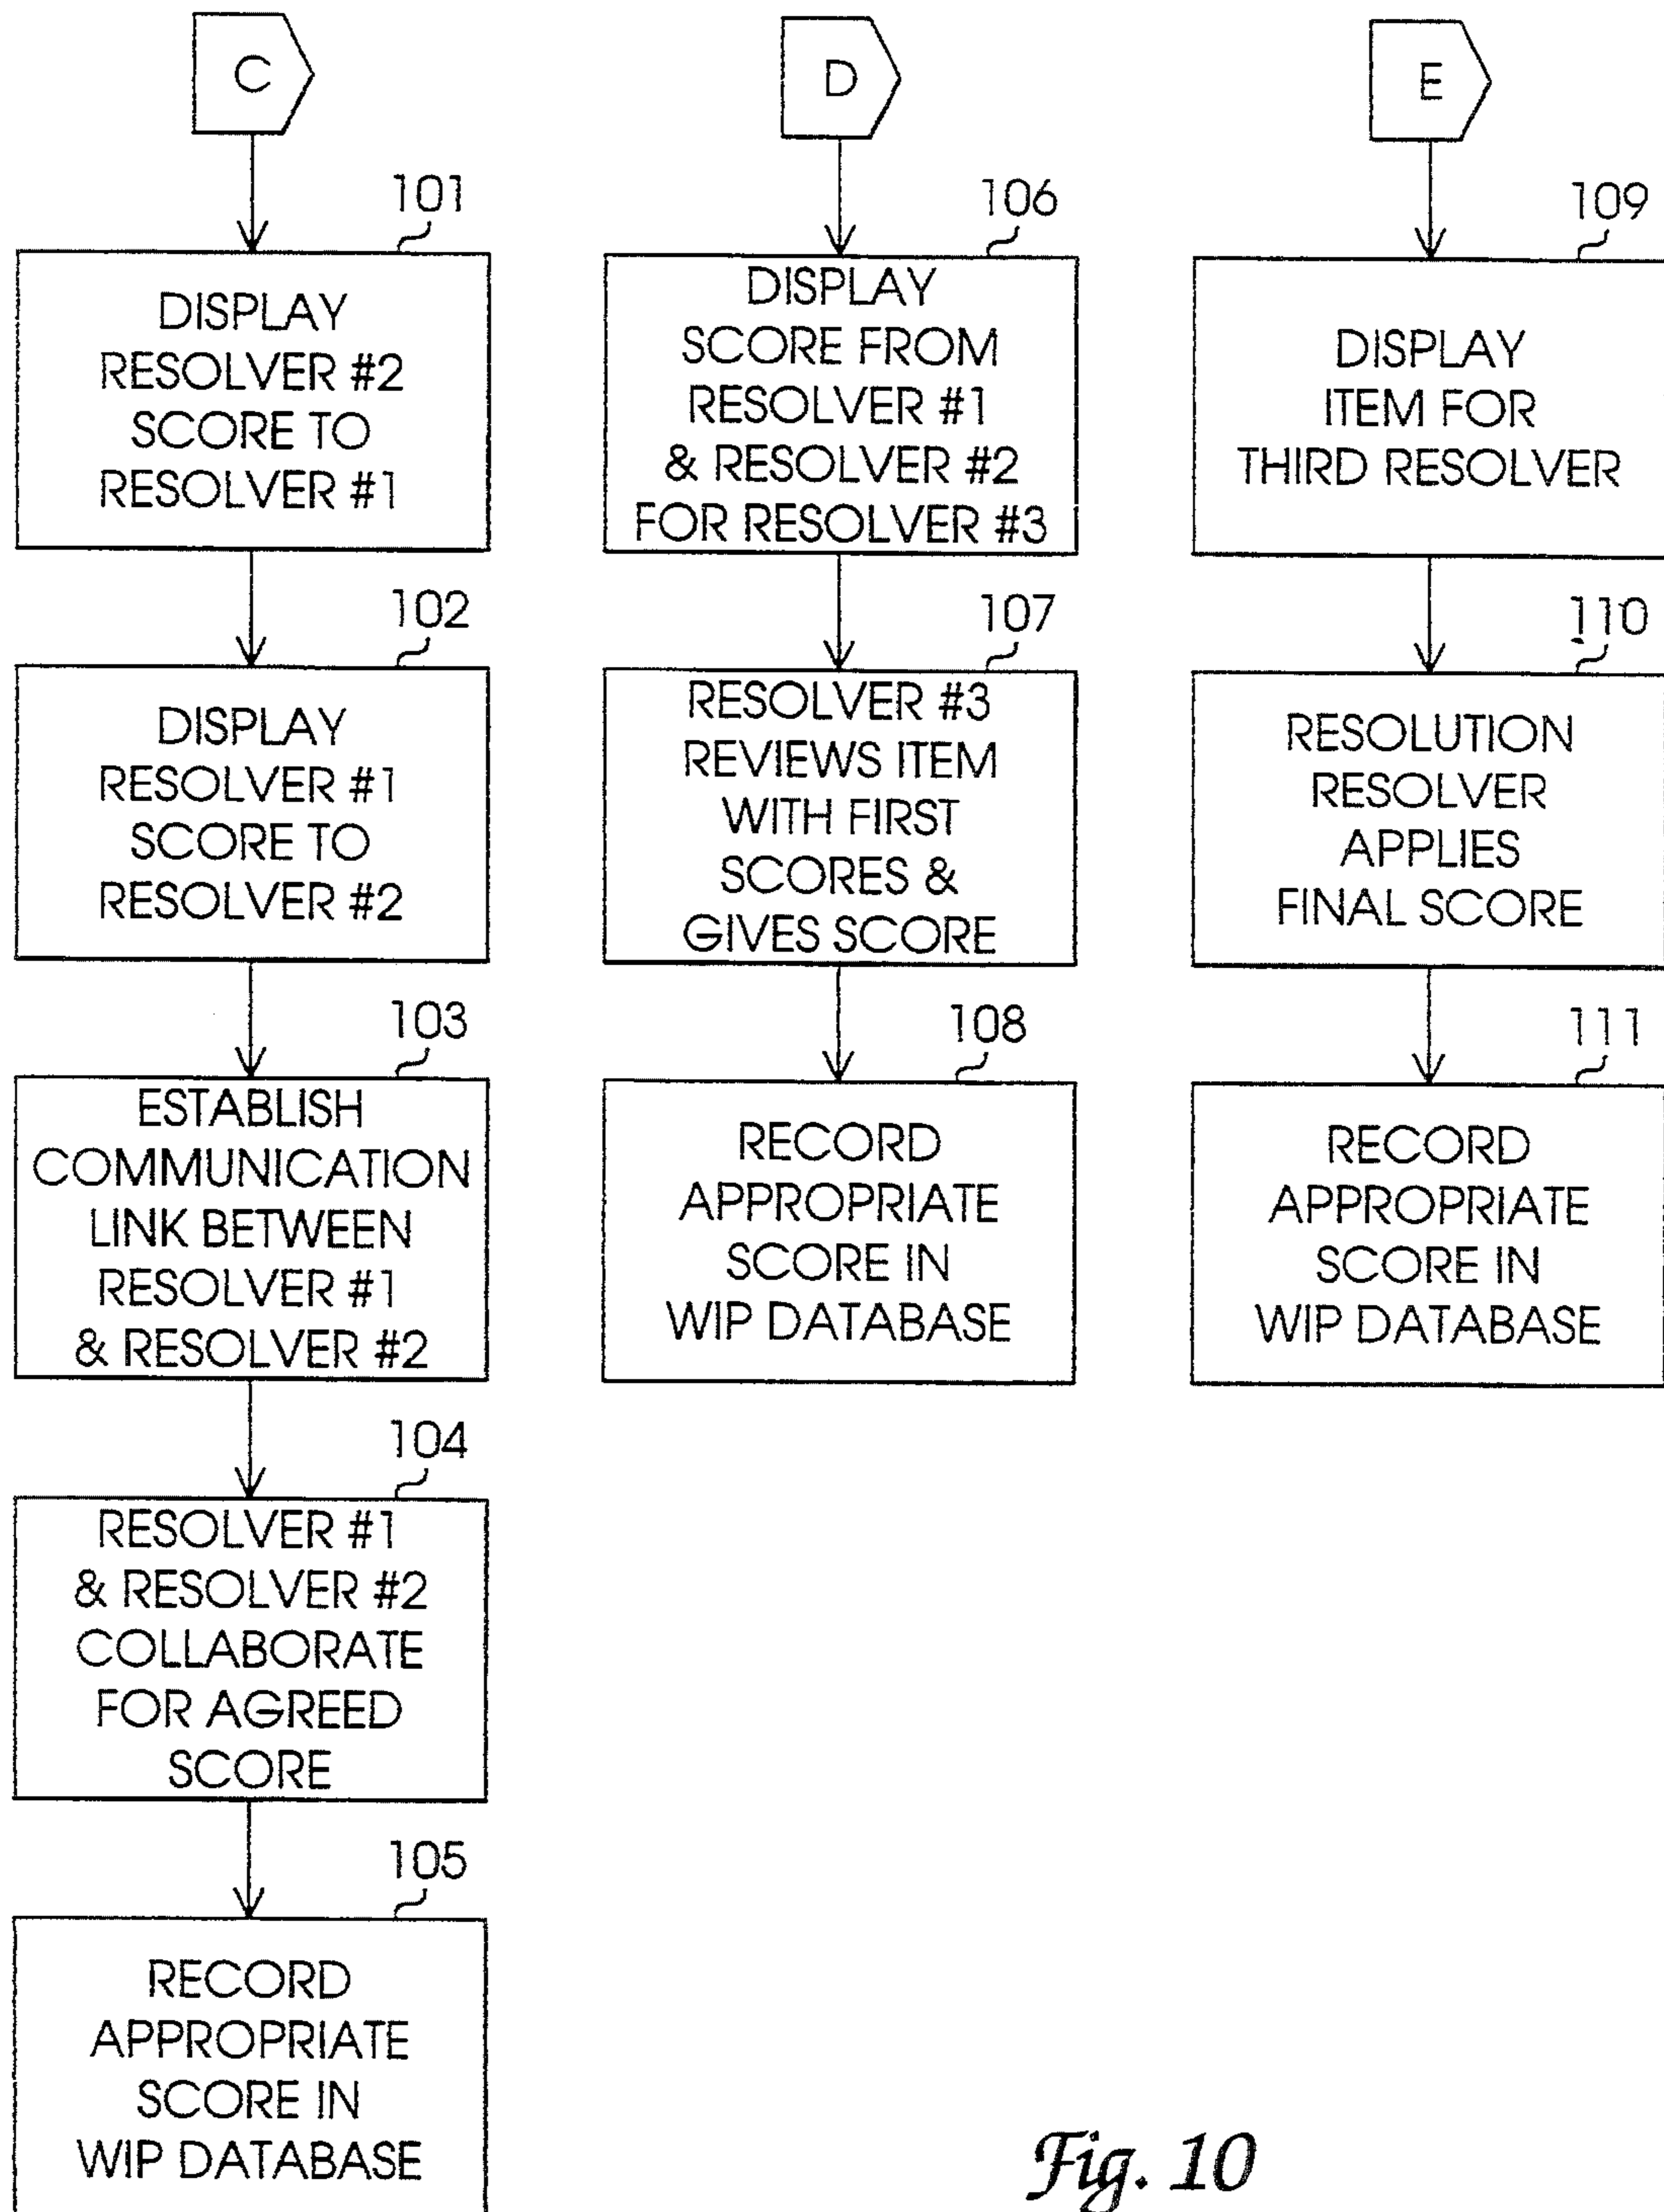 C
101
DISPLAY
RESOLVER #2
SCORE TO
RESOLVER #1
102
DISPLAY
RESOLVER #1
SCORE TO
RESOLVER #2
103
ESTABLISH
COMMUNICATION
LINK BETWEEN
RESOLVER #1
& RESOLVER #2
104
RESOLVER #1
& RESOLVER #2
COLLABORATE
FOR AGREED
SCORE
105
RECORD
APPROPRIATE
SCORE IN
WIP DATABASE
D
106
DISPLAY
SCORE FROM
RESOLVER #1
& RESOLVER #2
FOR RESOLVER #3
107
RESOLVER #3
REVIEWS ITEM
WITH FIRST
SCORES &
GIVES SCORE
108
RECORD
APPROPRIATE
SCORE IN
WIP DATABASE
E
109
DISPLAY
ITEM FOR
THIRD RESOLVER
110
RESOLUTION
RESOLVER
APPLIES
FINAL SCORE
111
RECORD
APPROPRIATE
SCORE IN
WIP DATABASE
Fig. 10